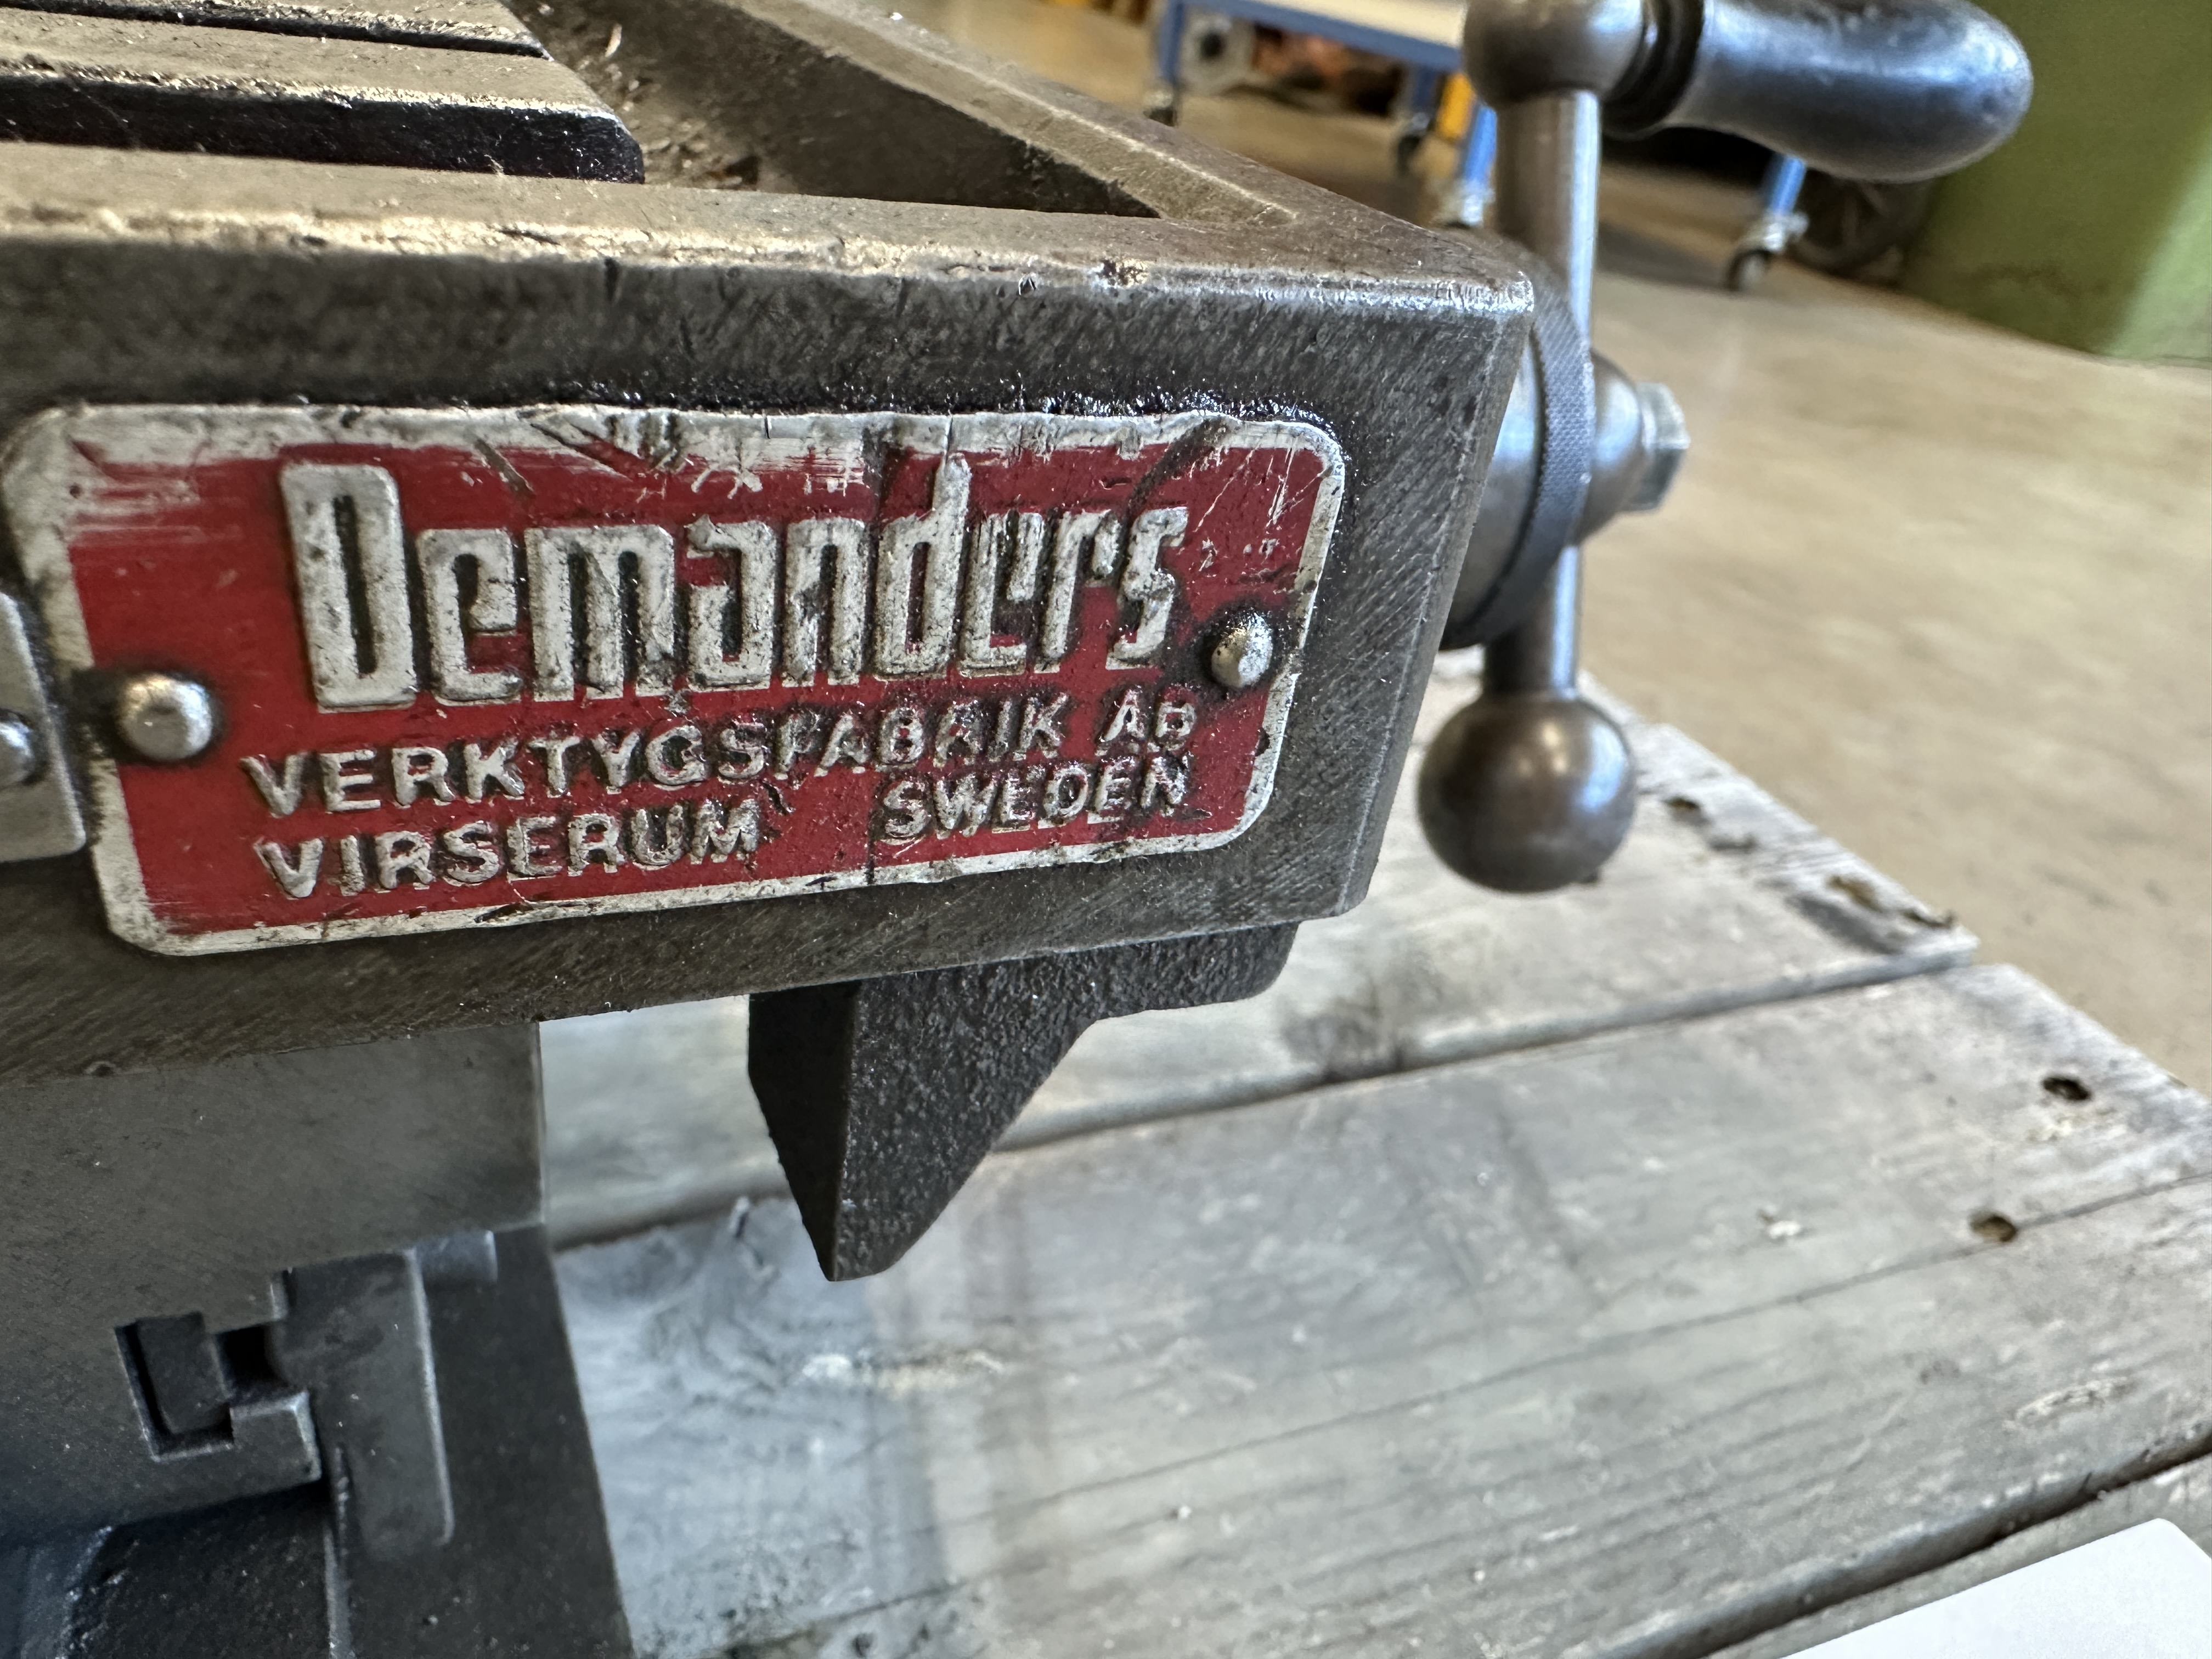 Demanders
VERKTYGSFABRIK AB
VIRSERUM SWEDEN